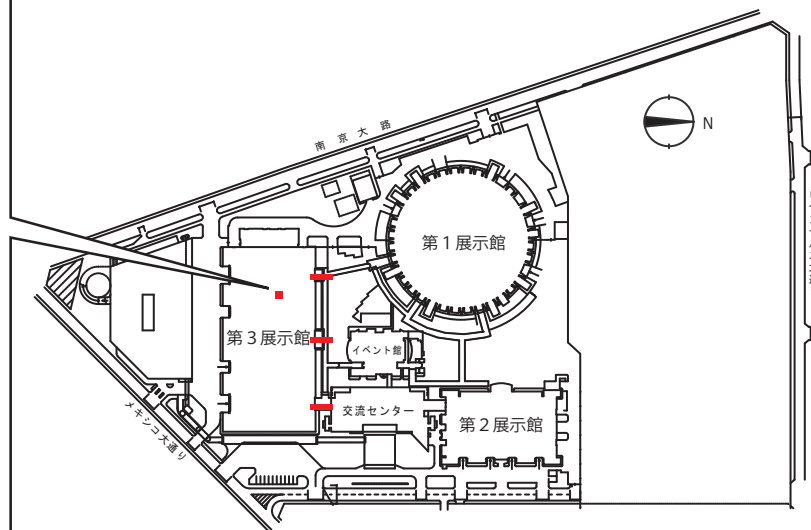 南京大路
N
第1展示館
第3展示館
イベント館
交流センター
第2展示館
メキシコ大通り